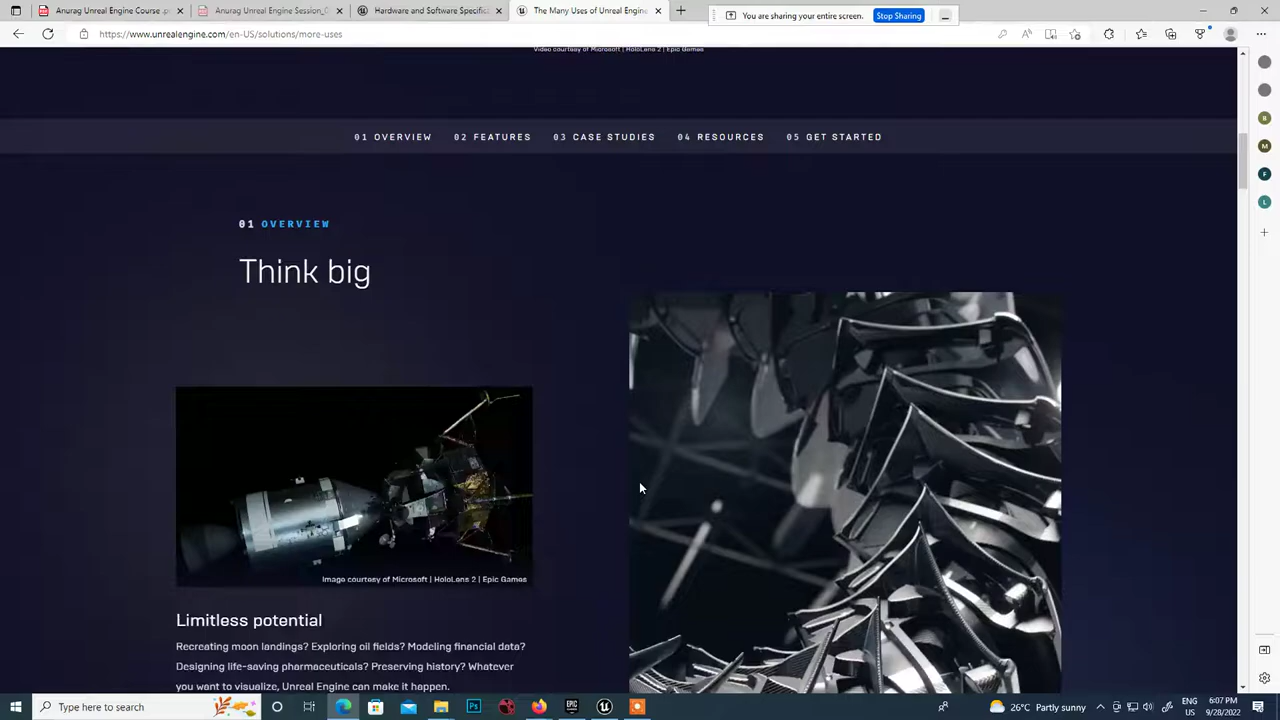 Anurag Unreal Engine Course .pd
Anurag Unreal Engine Session_0
Hardware and Software Specific
The Many Uses of Unreal Engine
You are sharing your entire screen.
Stop Sharing
https://www.unrealengine.com/en-US/solutions/more-uses
Video courtesy of Microsoft | HoloLens 2 | Epic Games
01 OVERVIEW
02 FEATURES
03 CASE STUDIES
04 RESOURCES
05 GET STARTED
01 OVERVIEW
Think big
Image courtesy of Microsoft | HoloLens 2 | Epic Games
Limitless potential
Recreating moon landings? Exploring oil fields? Modeling financial data?
Designing life-saving pharmaceuticals? Preserving history? Whatever
you want to visualize, Unreal Engine can make it happen.
B
M
F
L
Type here to search
Ps
EPIC
26°C Partly sunny
ENG
US
6:07 PM
9/28/2022